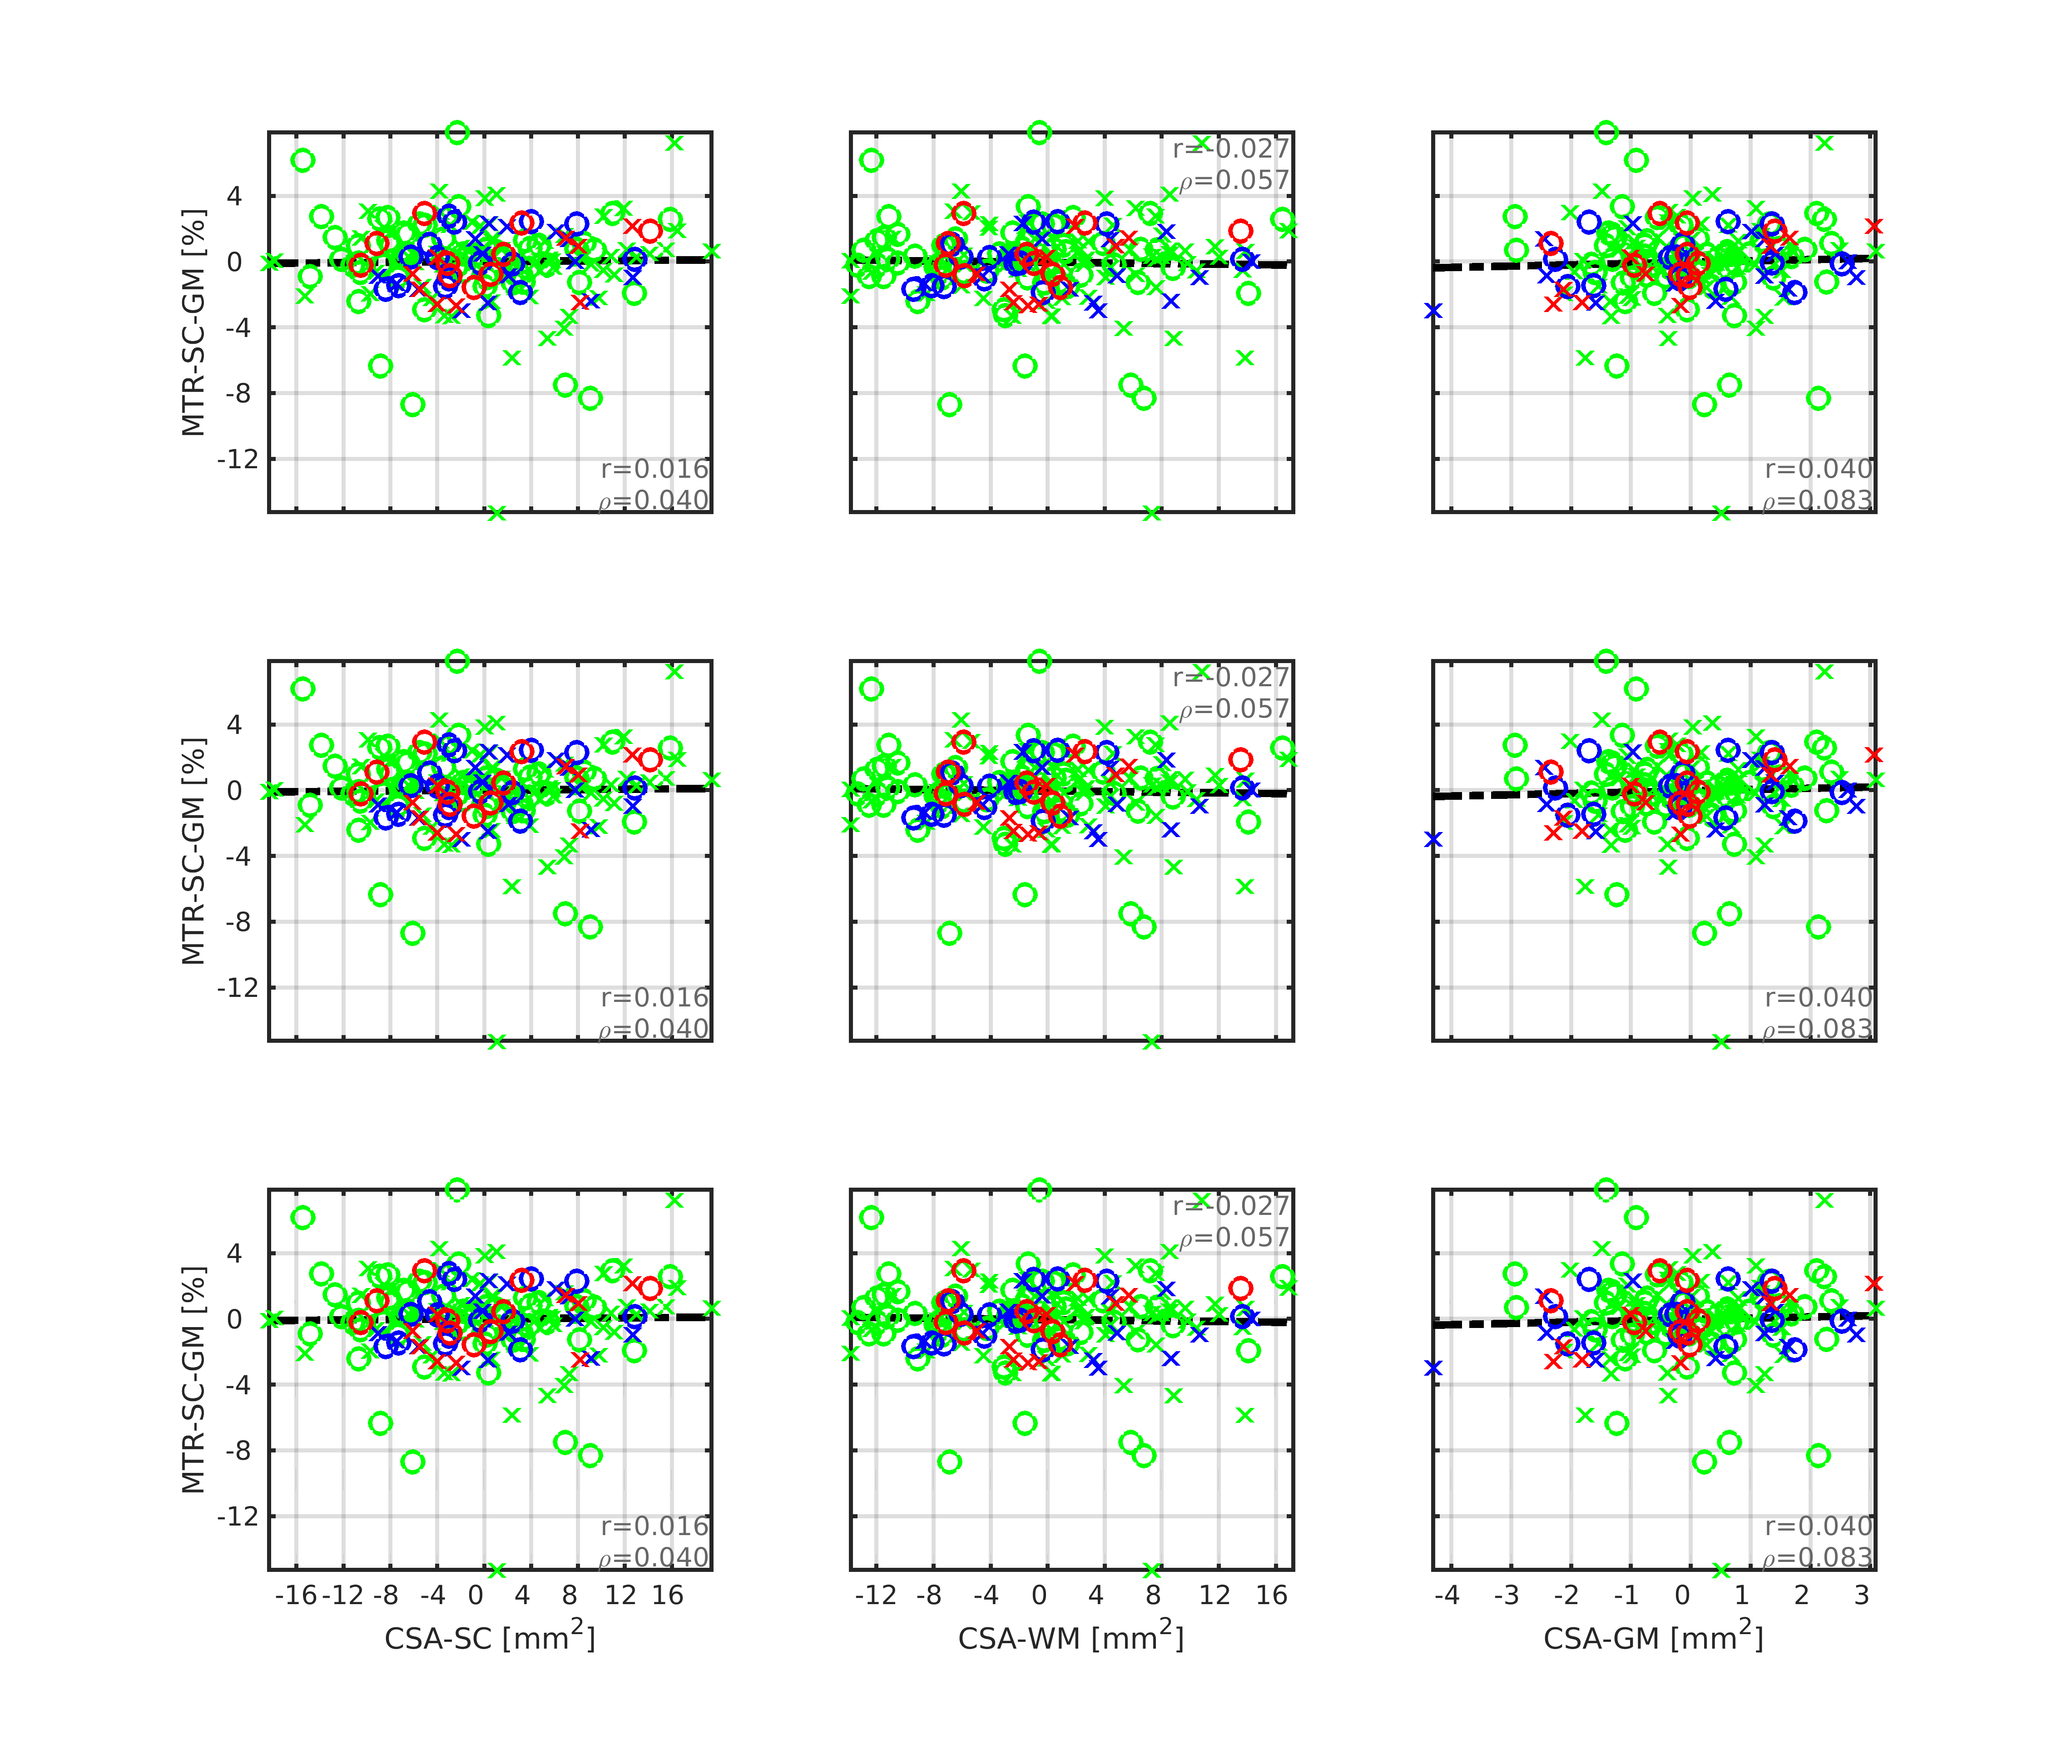 r=-0.027
ρ=0.057
4
0
-4
-8
-12
MTR-SC-GM [%]
r=0.016
ρ=0.040
r=0.040
ρ=0.083
r=-0.027
ρ=0.057
4
0
-4
-8
-12
MTR-SC-GM [%]
r=0.016
ρ=0.040
r=0.040
ρ=0.083
r=-0.027
ρ=0.057
4
0
-4
-8
-12
MTR-SC-GM [%]
r=0.016
ρ=0.040
r=0.040
ρ=0.083
-16 -12 -8 -4 0 4 8 12 16
-12 -8 -4 0 4 8 12 16
-4 -3 -2 -1 0 1 2 3
CSA-SC [mm²]
CSA-WM [mm²]
CSA-GM [mm²]